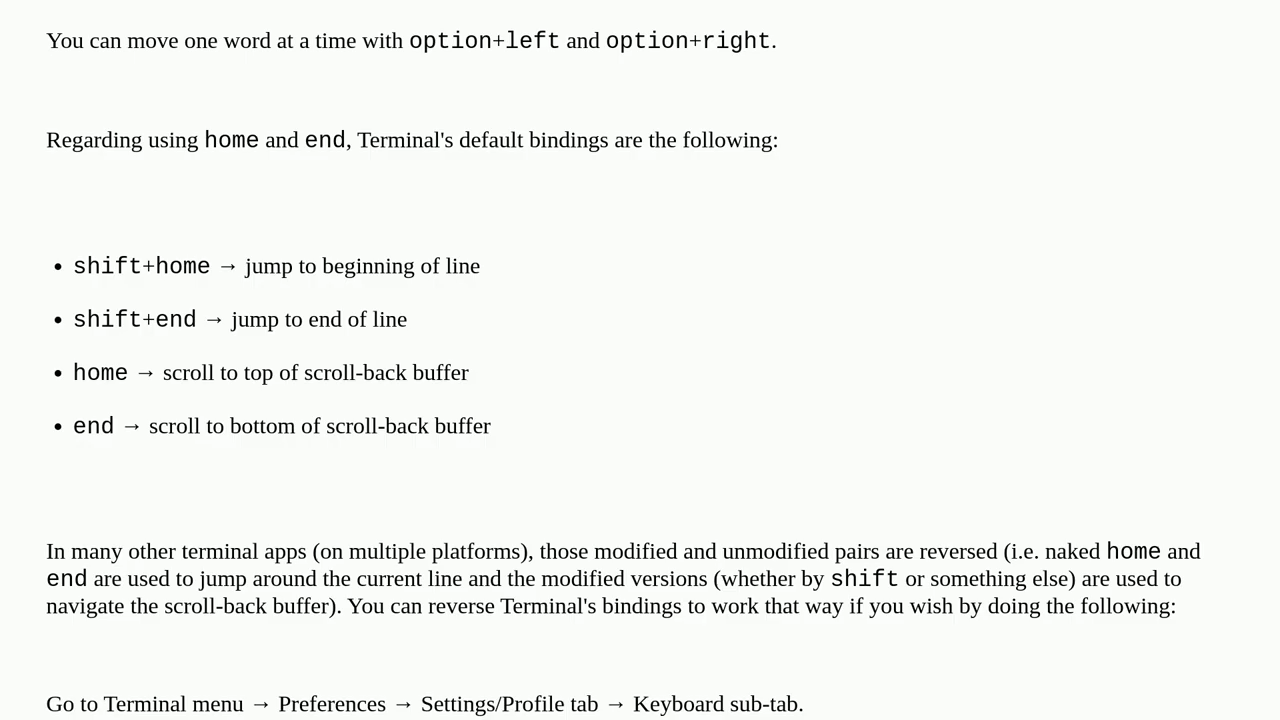 You can move one word at a time with option+left and option+right.
Regarding using home and end, Terminal's default bindings are the following:
• shift+home → jump to beginning of line
• shift+end → jump to end of line
• home → scroll to top of scroll-back buffer
• end → scroll to bottom of scroll-back buffer
In many other terminal apps (on multiple platforms), those modified and unmodified pairs are reversed (i.e. naked home and
end are used to jump around the current line and the modified versions (whether by shift or something else) are used to
navigate the scroll-back buffer). You can reverse Terminal's bindings to work that way if you wish by doing the following:
Go to Terminal menu → Preferences → Settings/Profile tab → Keyboard sub-tab.